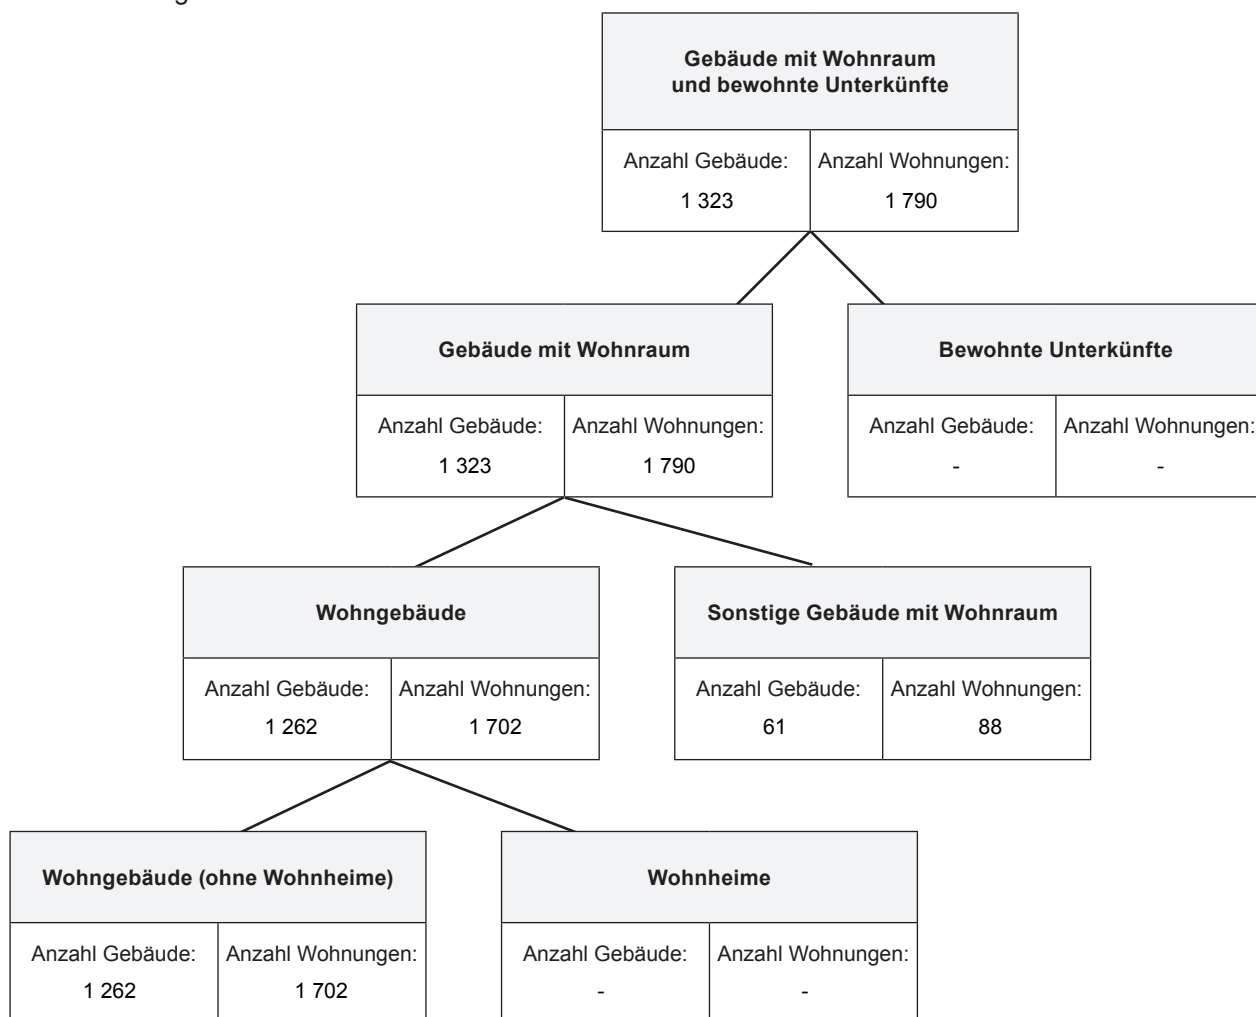 Gebäude mit Wohnraum
und bewohnte Unterkünfte
Anzahl Gebäude: Anzahl Wohnungen:
1 323 1 790
Gebäude mit Wohnraum
Anzahl Gebäude: Anzahl Wohnungen:
1 323 1 790
Bewohnte Unterkünfte
Anzahl Gebäude: Anzahl Wohnungen:
- -
Wohngebäude
Anzahl Gebäude: Anzahl Wohnungen:
1 262 1 702
Sonstige Gebäude mit Wohnraum
Anzahl Gebäude: Anzahl Wohnungen:
61 88
Wohngebäude (ohne Wohnheime)
Anzahl Gebäude: Anzahl Wohnungen:
1 262 1 702
Wohnheime
Anzahl Gebäude: Anzahl Wohnungen:
- -